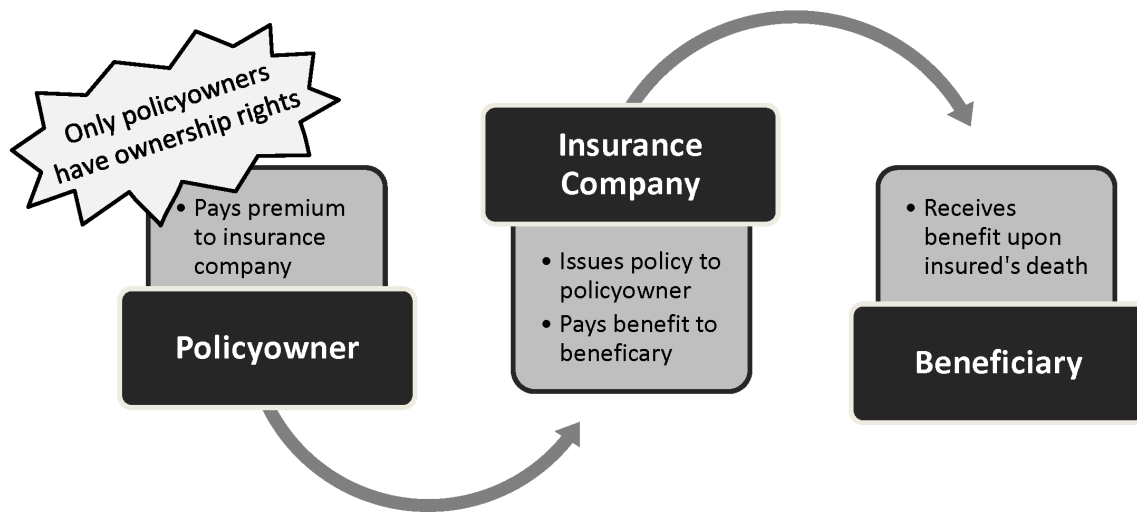 Only policyowners
have ownership rights
• Pays premium
to insurance
company
Policyowner
Insurance
Company
• Issues policy to
policyowner
• Pays benefit to
beneficary
• Receives
benefit upon
insured's death
Beneficiary